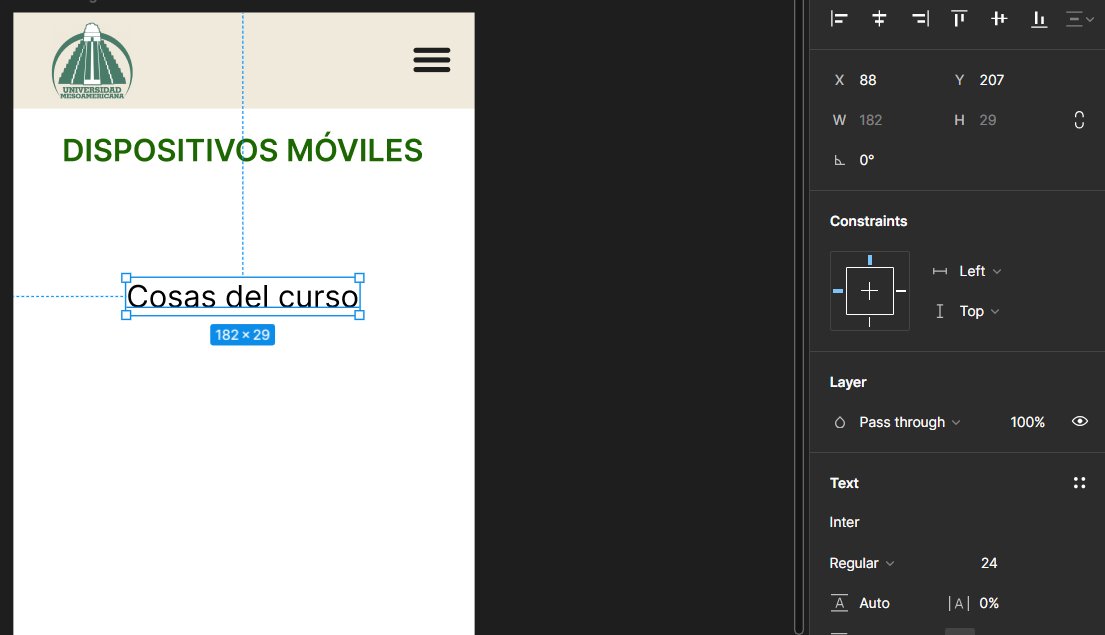 UNIVERSIDAD
MESOAMERICANA
DISPOSITIVOS MÓVILES
Cosas del curso
182 × 29
X 88 Y 207
W 182 H 29
0°
Constraints
Left
Top
Layer
Pass through 100%
Text
Inter
Regular 24
A Auto |A| 0%